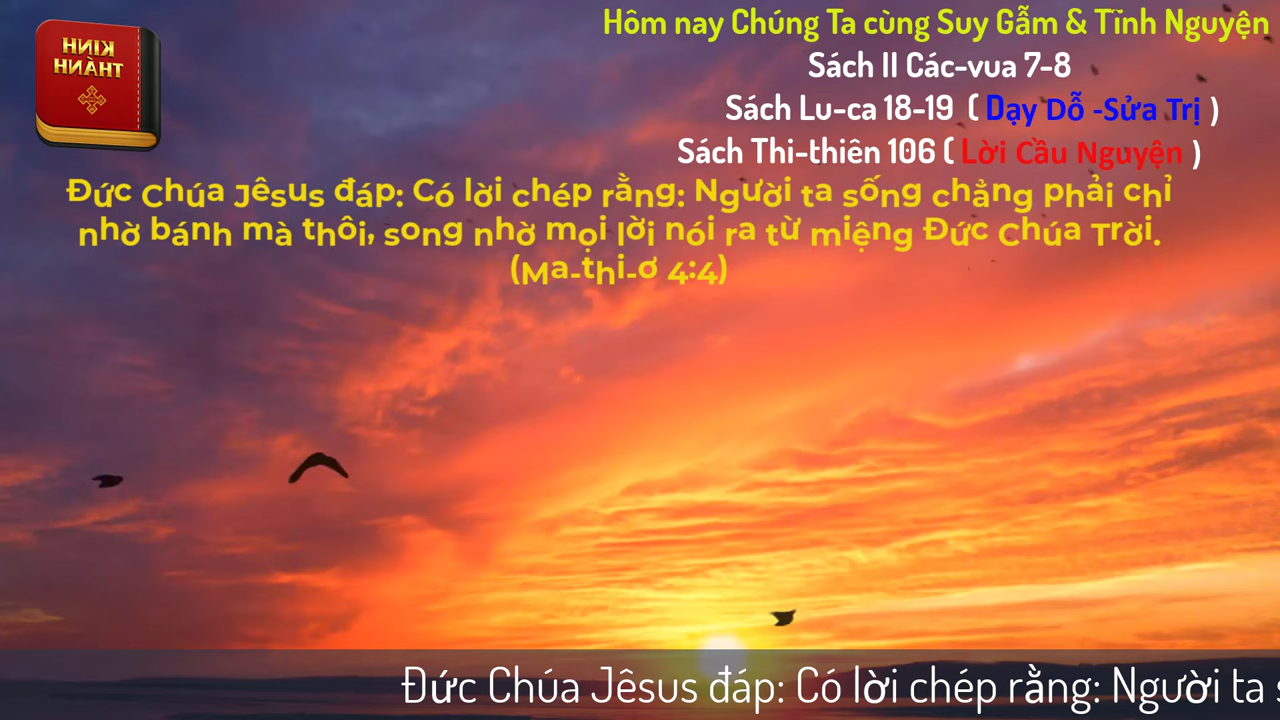 KINH
THÀNH
Hôm nay Chúng Ta cùng Suy Gẫm & Tĩnh Nguyện
Sách II Các-vua 7-8
Sách Lu-ca 18-19 ( Dạy Dỗ -Sửa Trị )
Sách Thi-thiên 106 ( Lời Cầu Nguyện )
Đức Chúa Jêsus đáp: Có lời chép rằng: Người ta sống chẳng phải chỉ
nhờ bánh mà thôi, song nhờ mọi lời nói ra từ miệng Đức Chúa Trời.
(Ma-thi-ơ 4:4)
Đức Chúa Jêsus đáp: Có lời chép rằng: Người ta